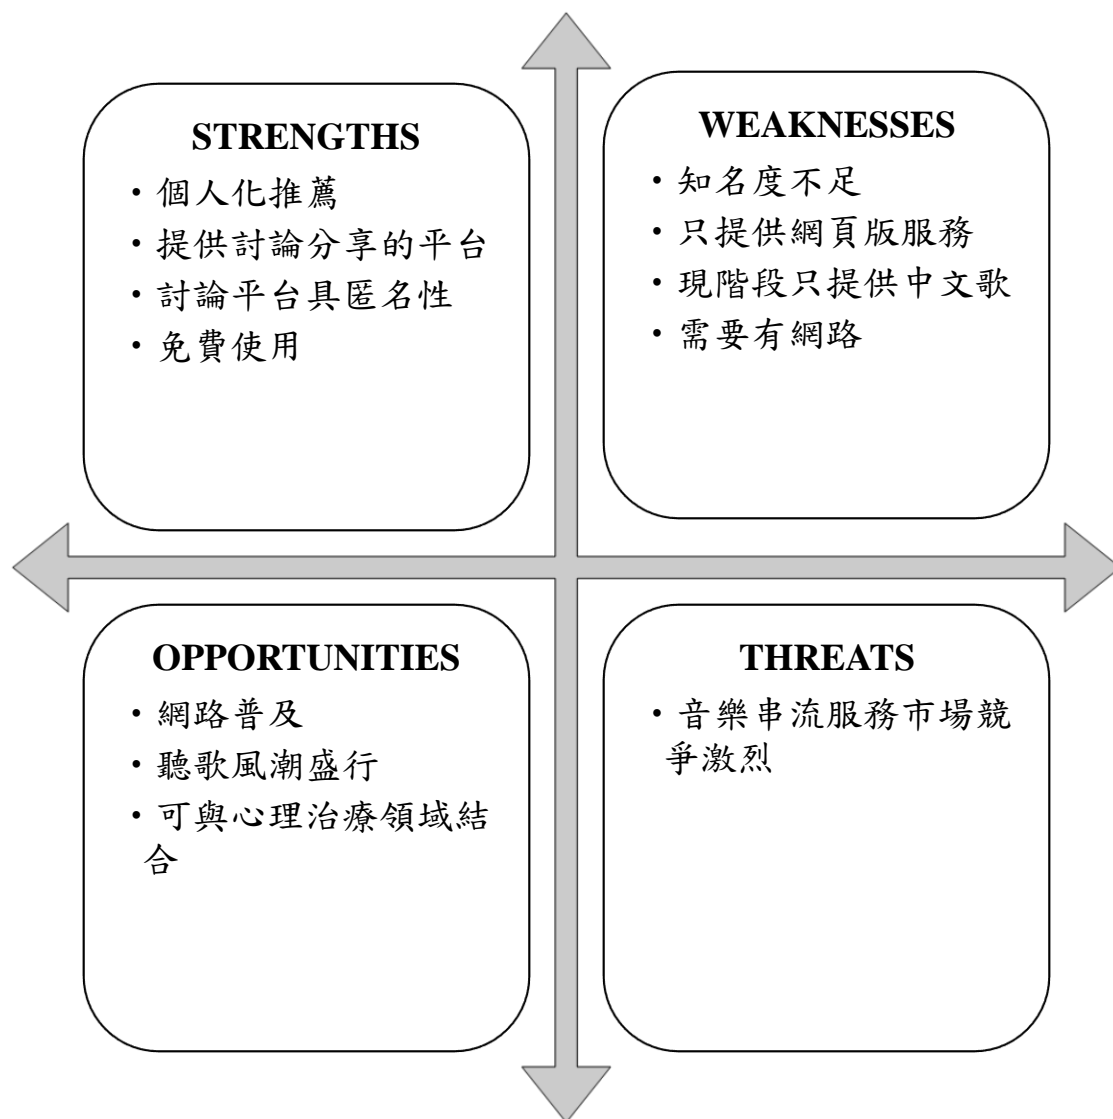 STRENGTHS
・個人化推薦
・提供討論分享的平台
・討論平台具匿名性
・免費使用
WEAKNESSES
・知名度不足
・只提供網頁版服務
・現階段只提供中文歌
・需要有網路
OPPORTUNITIES
・網路普及
・聽歌風潮盛行
・可與心理治療領域結
合
THREATS
・音樂串流服務市場競
爭激烈